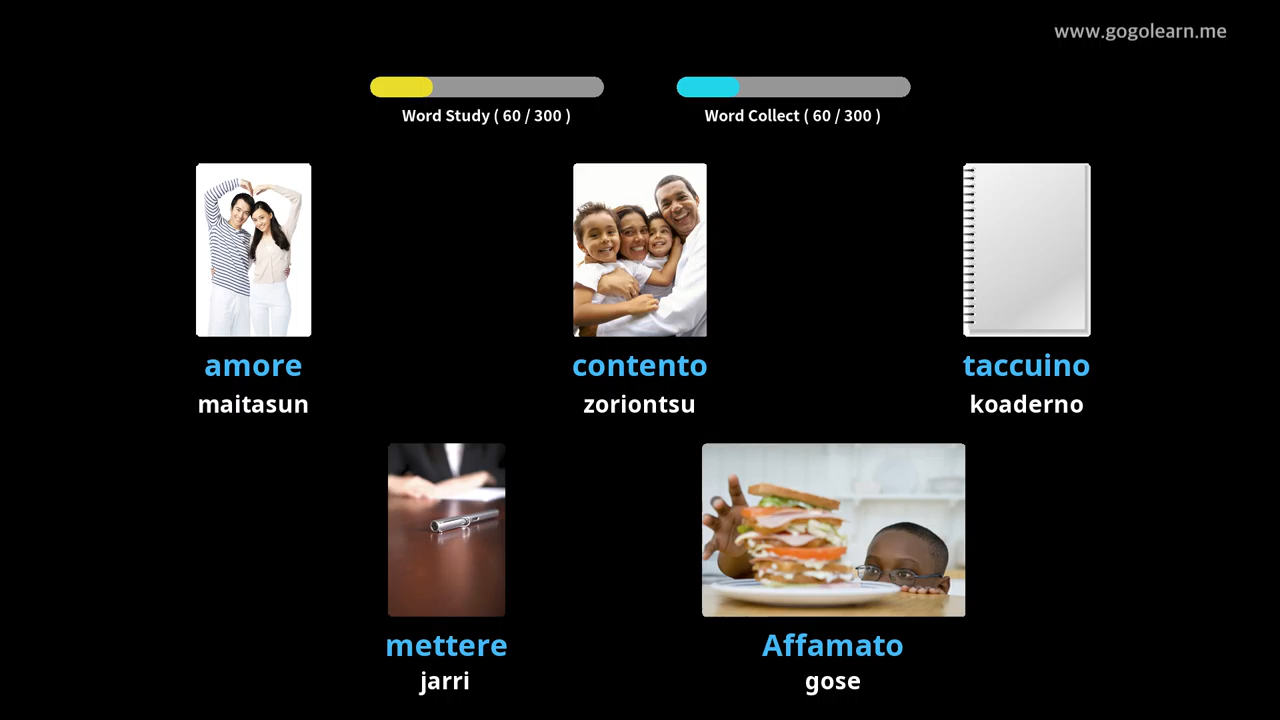 www.gogolearn.me
Word Study ( 60 / 300 )
Word Collect ( 60 / 300 )
amore
contento
taccuino
maitasun
zoriontsu
koaderno
mettere
Affamato
jarri
gose